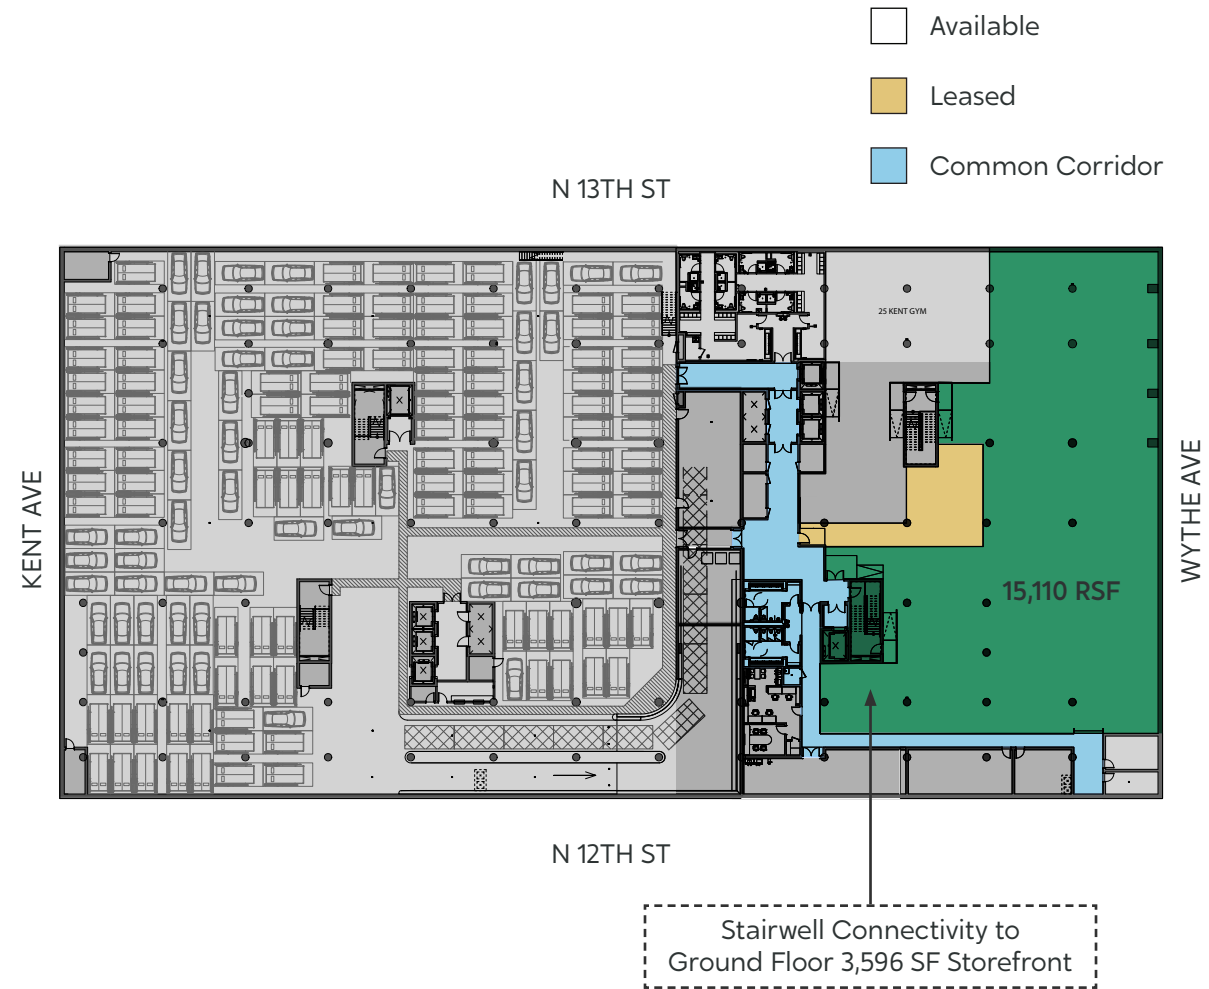 Available
Leased
Common Corridor
N 13TH ST
25 KENT GYM
KENT AVE
WYTHE AVE
15,110 RSF
N 12TH ST
Stairwell Connectivity to
Ground Floor 3,596 SF Storefront